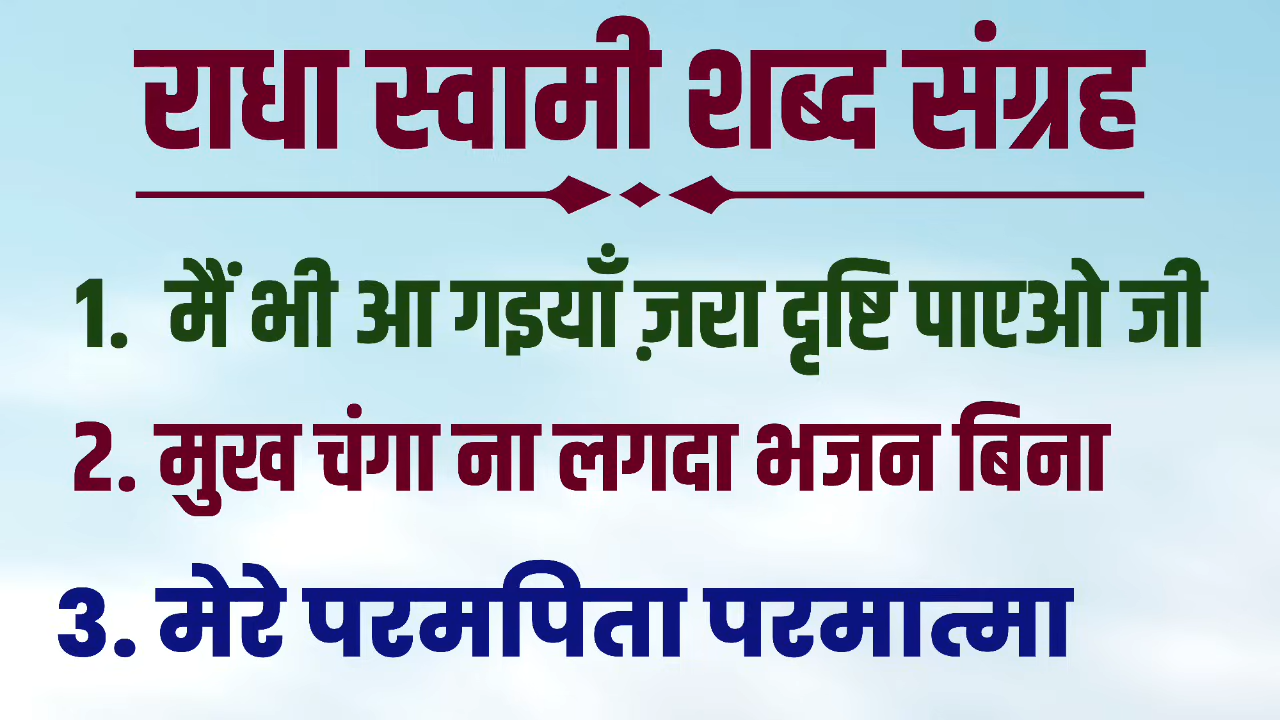 राधा स्वामी शब्द संग्रह
1. मैं भी आ गइयाँ ज़रा दृष्टि पाएओ जी
2. मुख चंगा ना लगदा भजन बिना
3. मेरे परमपिता परमात्मा